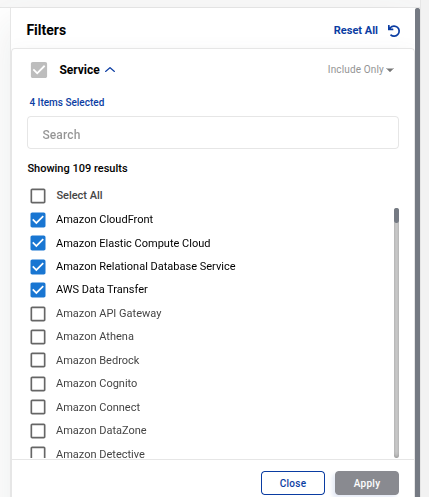 Filters
Reset All
Service
Include Only
4 Items Selected
Search
Showing 109 results
Select All
Amazon CloudFront
Amazon Elastic Compute Cloud
Amazon Relational Database Service
AWS Data Transfer
Amazon API Gateway
Amazon Athena
Amazon Bedrock
Amazon Cognito
Amazon Connect
Amazon DataZone
Amazon Detective
Close
Apply